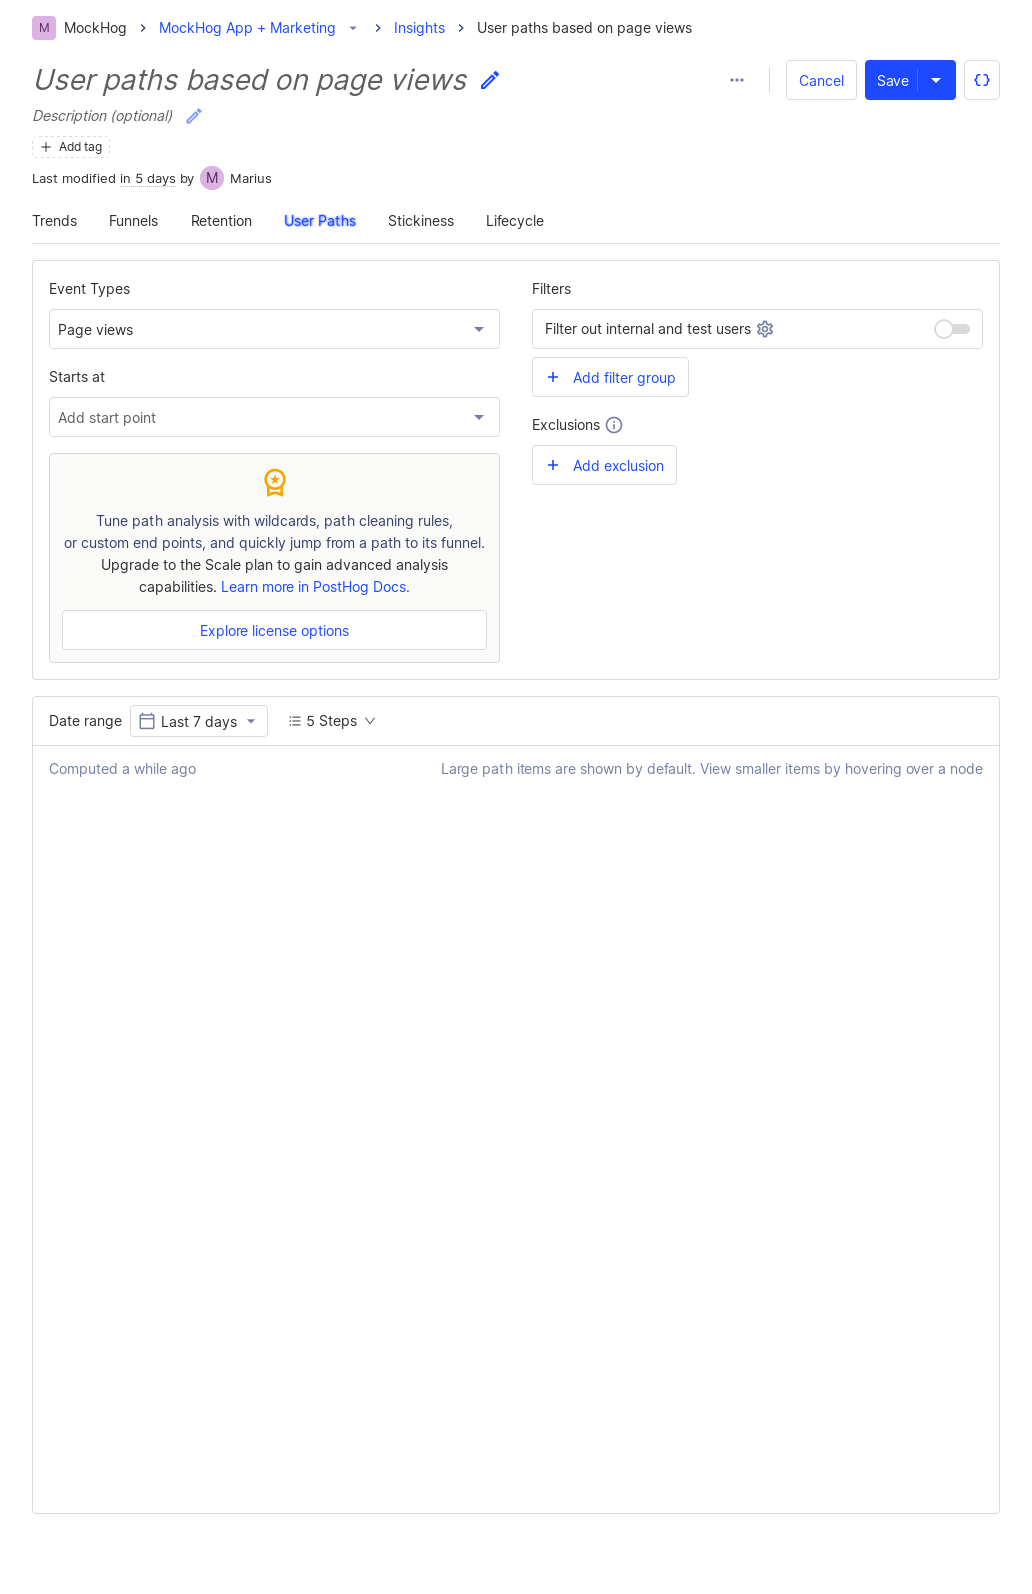 M MockHog MockHog App + Marketing Insights User paths based on page views
User paths based on page views
Cancel Save
Description (optional)
Add tag
Last modified in 5 days by M Marius
Trends Funnels Retention User Paths Stickiness Lifecycle
Event Types
Page views
Starts at
Add start point
Tune path analysis with wildcards, path cleaning rules,
or custom end points, and quickly jump from a path to its funnel.
Upgrade to the Scale plan to gain advanced analysis
capabilities. Learn more in PostHog Docs.
Explore license options
Filters
Filter out internal and test users
Add filter group
Exclusions
Add exclusion
Date range Last 7 days 5 Steps
Computed a while ago Large path items are shown by default. View smaller items by hovering over a node